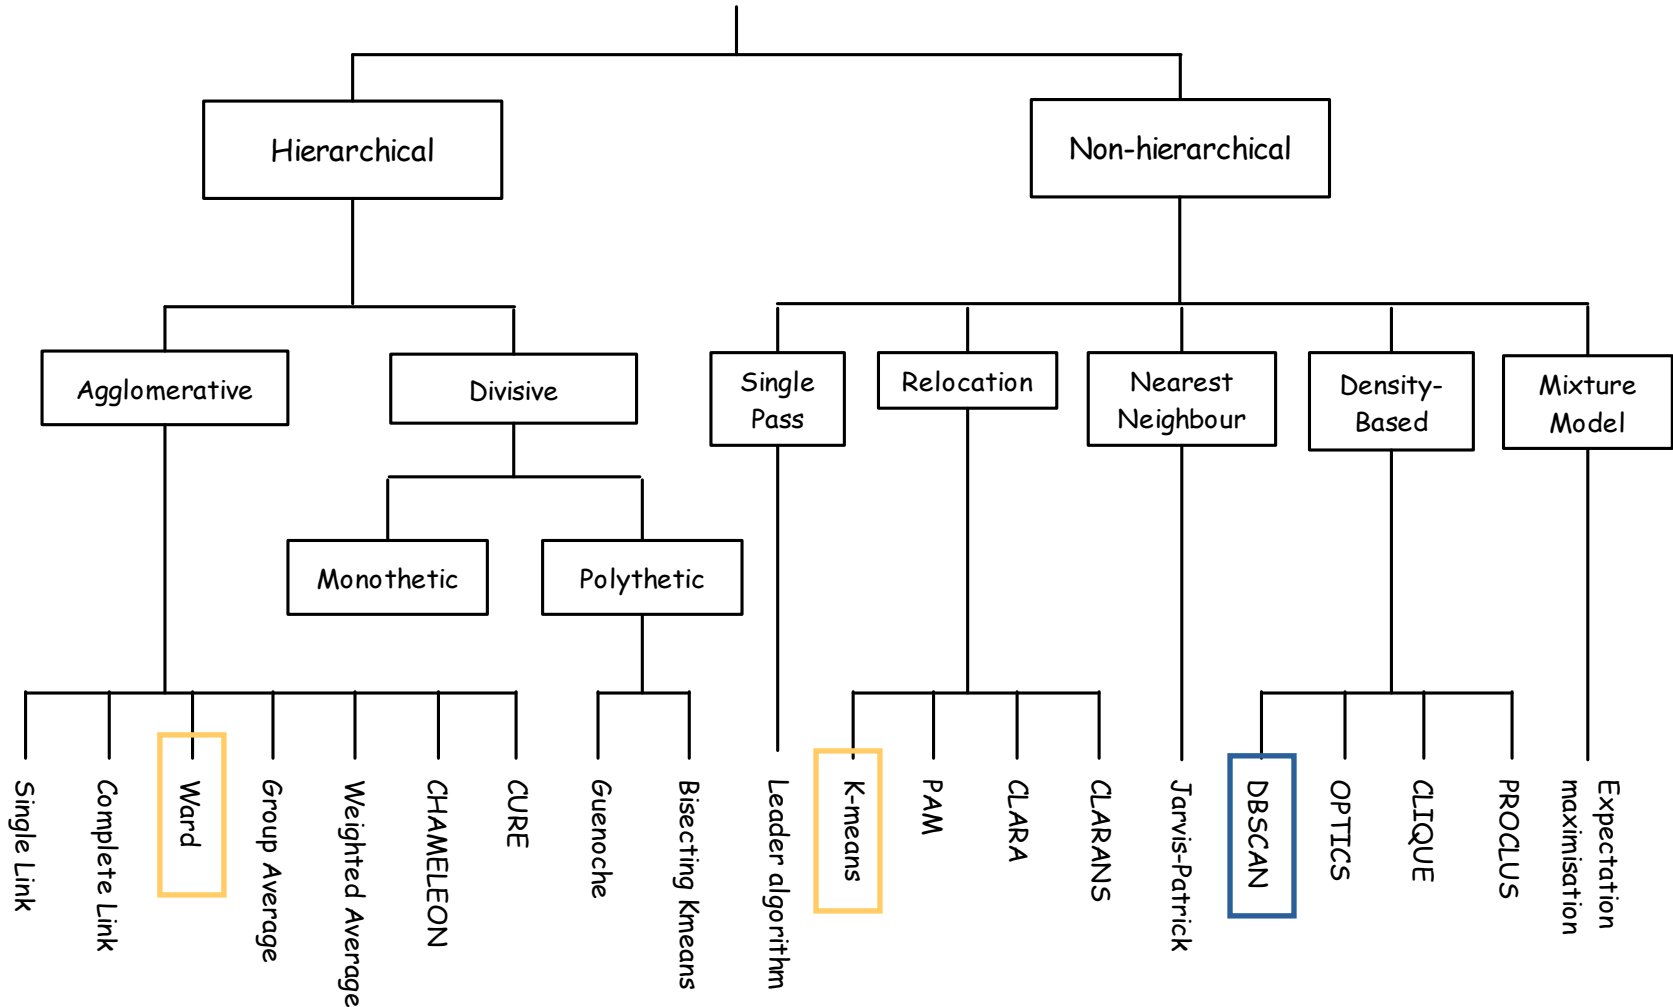 Hierarchical
Non-hierarchical
Agglomerative
Divisive
Single
Pass
Relocation
Nearest
Neighbour
Density-
Based
Mixture
Model
Monothetic
Polythetic
Single Link
Complete Link
Ward
Group Average
Weighted Average
CHAMELEON
CURE
Guenoche
Bisecting Kmeans
Leader algorithm
K-means
PAM
CLARA
CLARANS
Jarvis-Patrick
DBSCAN
OPTICS
CLIQUE
PROCLUS
Expectation
maximisation